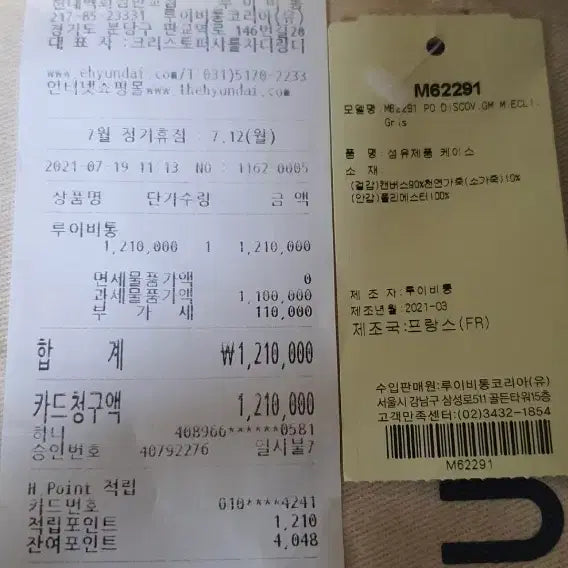 217-85-23331 루이비통코리아(유)
경기도 분당구 판교역로 146번길20
대 표 자 : 크리스토퍼사를지다킹디
www.ehyundai.com/T 031)5170-2233
인터넷쇼핑몰www.thehyundai.com
7월 정기휴점 : 7.12(월)
2021-07-19 11:13 NO : 1162-0005
상품명 단가수량 금 액
루이비통
1,210,000 1 1,210,000
면세물품가액 0
과세물품가액 1,100,000
부 가 세 110,000
합 계 ₩1,210,000
카드청구액 1,210,000
하나 408966******0581
승인번호 40792276 일시불7
H.Point 적립
카드번호 010****4241
적립포인트 1,210
잔여포인트 4,048
M62291
모델명 : M62291 PO.DISCOV.GM M.ECLI.
Gris
품 명 : 섬유제품 케이스
소 재 :
(겉감)캔버스90%천연가죽(소가죽)10%
(안감)폴리에스터100%
제 조 자 : 루이비통
제조년월 : 2021-03
제조국:프랑스(FR)
수입판매원 : 루이비통코리아(유)
서울시 강남구 삼성로511 골든타워15층
고객만족센터:(02)3432-1854
M62291